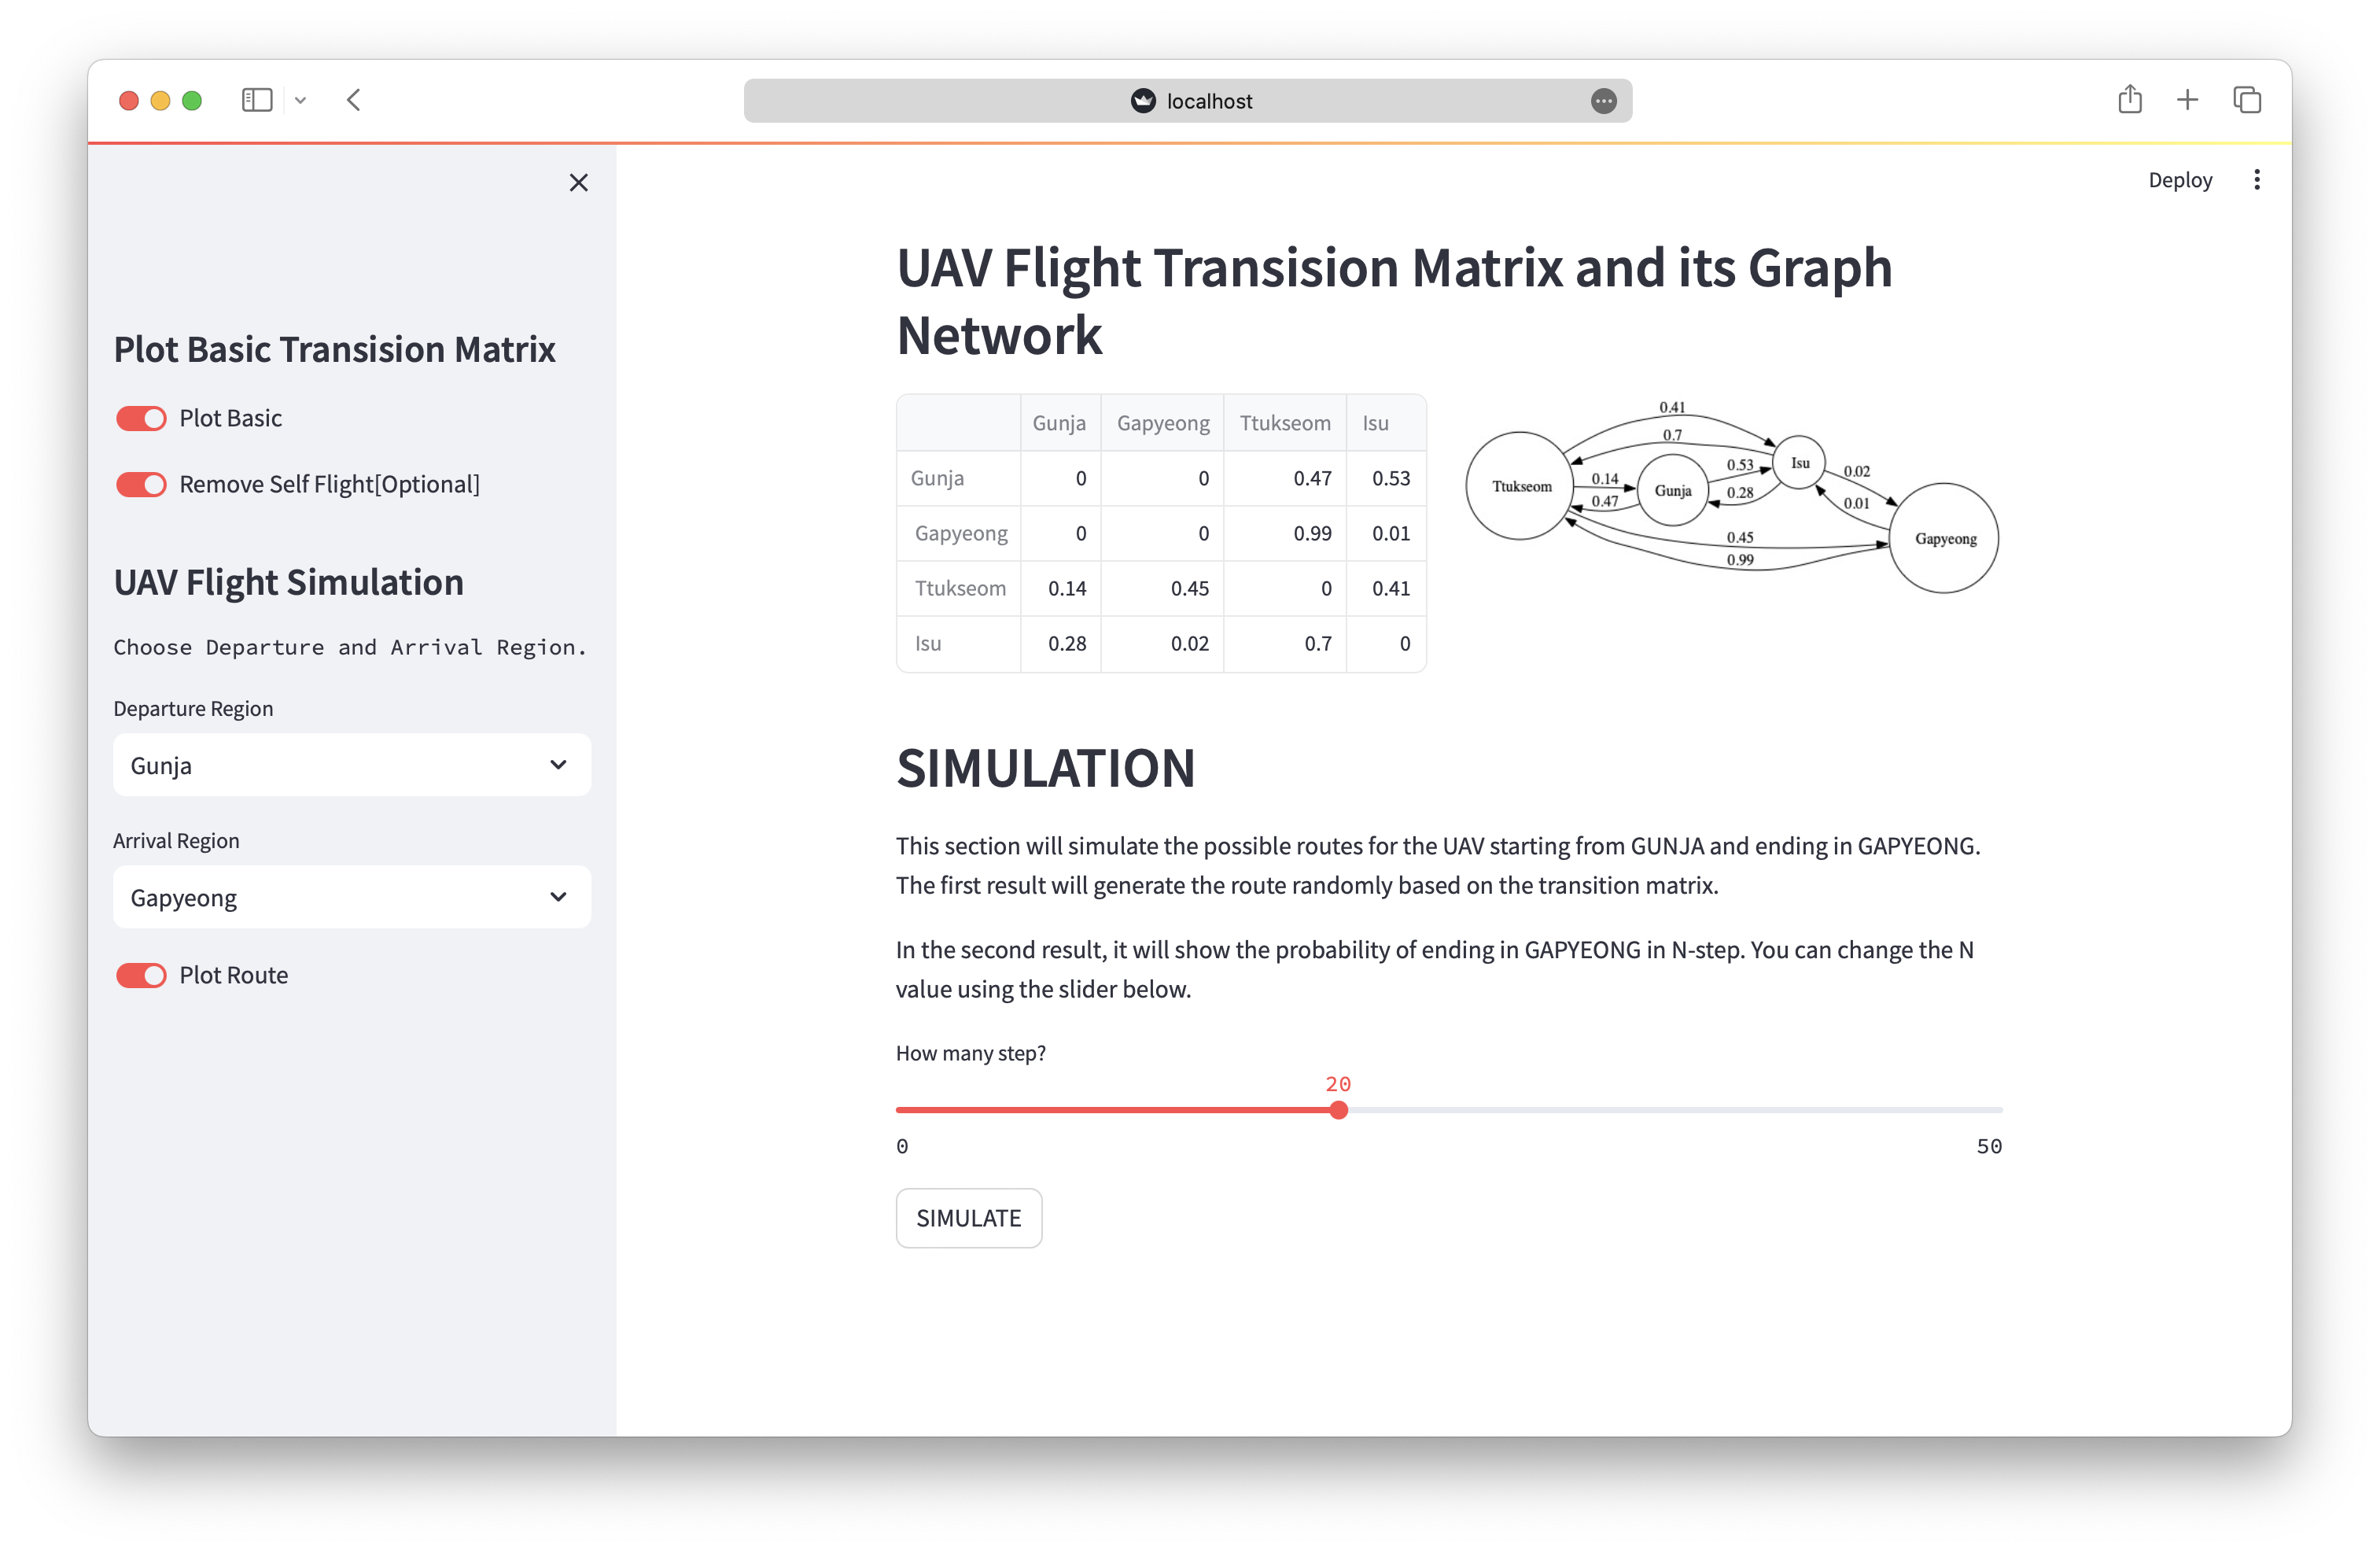 localhost
Deploy
Plot Basic Transision Matrix
Plot Basic
Remove Self Flight[Optional]
UAV Flight Simulation
Choose Departure and Arrival Region.
Departure Region
Gunja
Arrival Region
Gapyeong
Plot Route
UAV Flight Transision Matrix and its Graph
Network
Gunja Gapyeong Ttukseom Isu
Gunja 0 0 0.47 0.53
Gapyeong 0 0 0.99 0.01
Ttukseom 0.14 0.45 0 0.41
Isu 0.28 0.02 0.7 0
0.41
0.7
Ttukseom
0.14
0.47
Gunja
0.53
0.28
Isu
0.02
0.01
0.45
0.99
Gapyeong
SIMULATION
This section will simulate the possible routes for the UAV starting from GUNJA and ending in GAPYEONG.
The first result will generate the route randomly based on the transition matrix.
In the second result, it will show the probability of ending in GAPYEONG in N-step. You can change the N
value using the slider below.
How many step?
20
0 50
SIMULATE